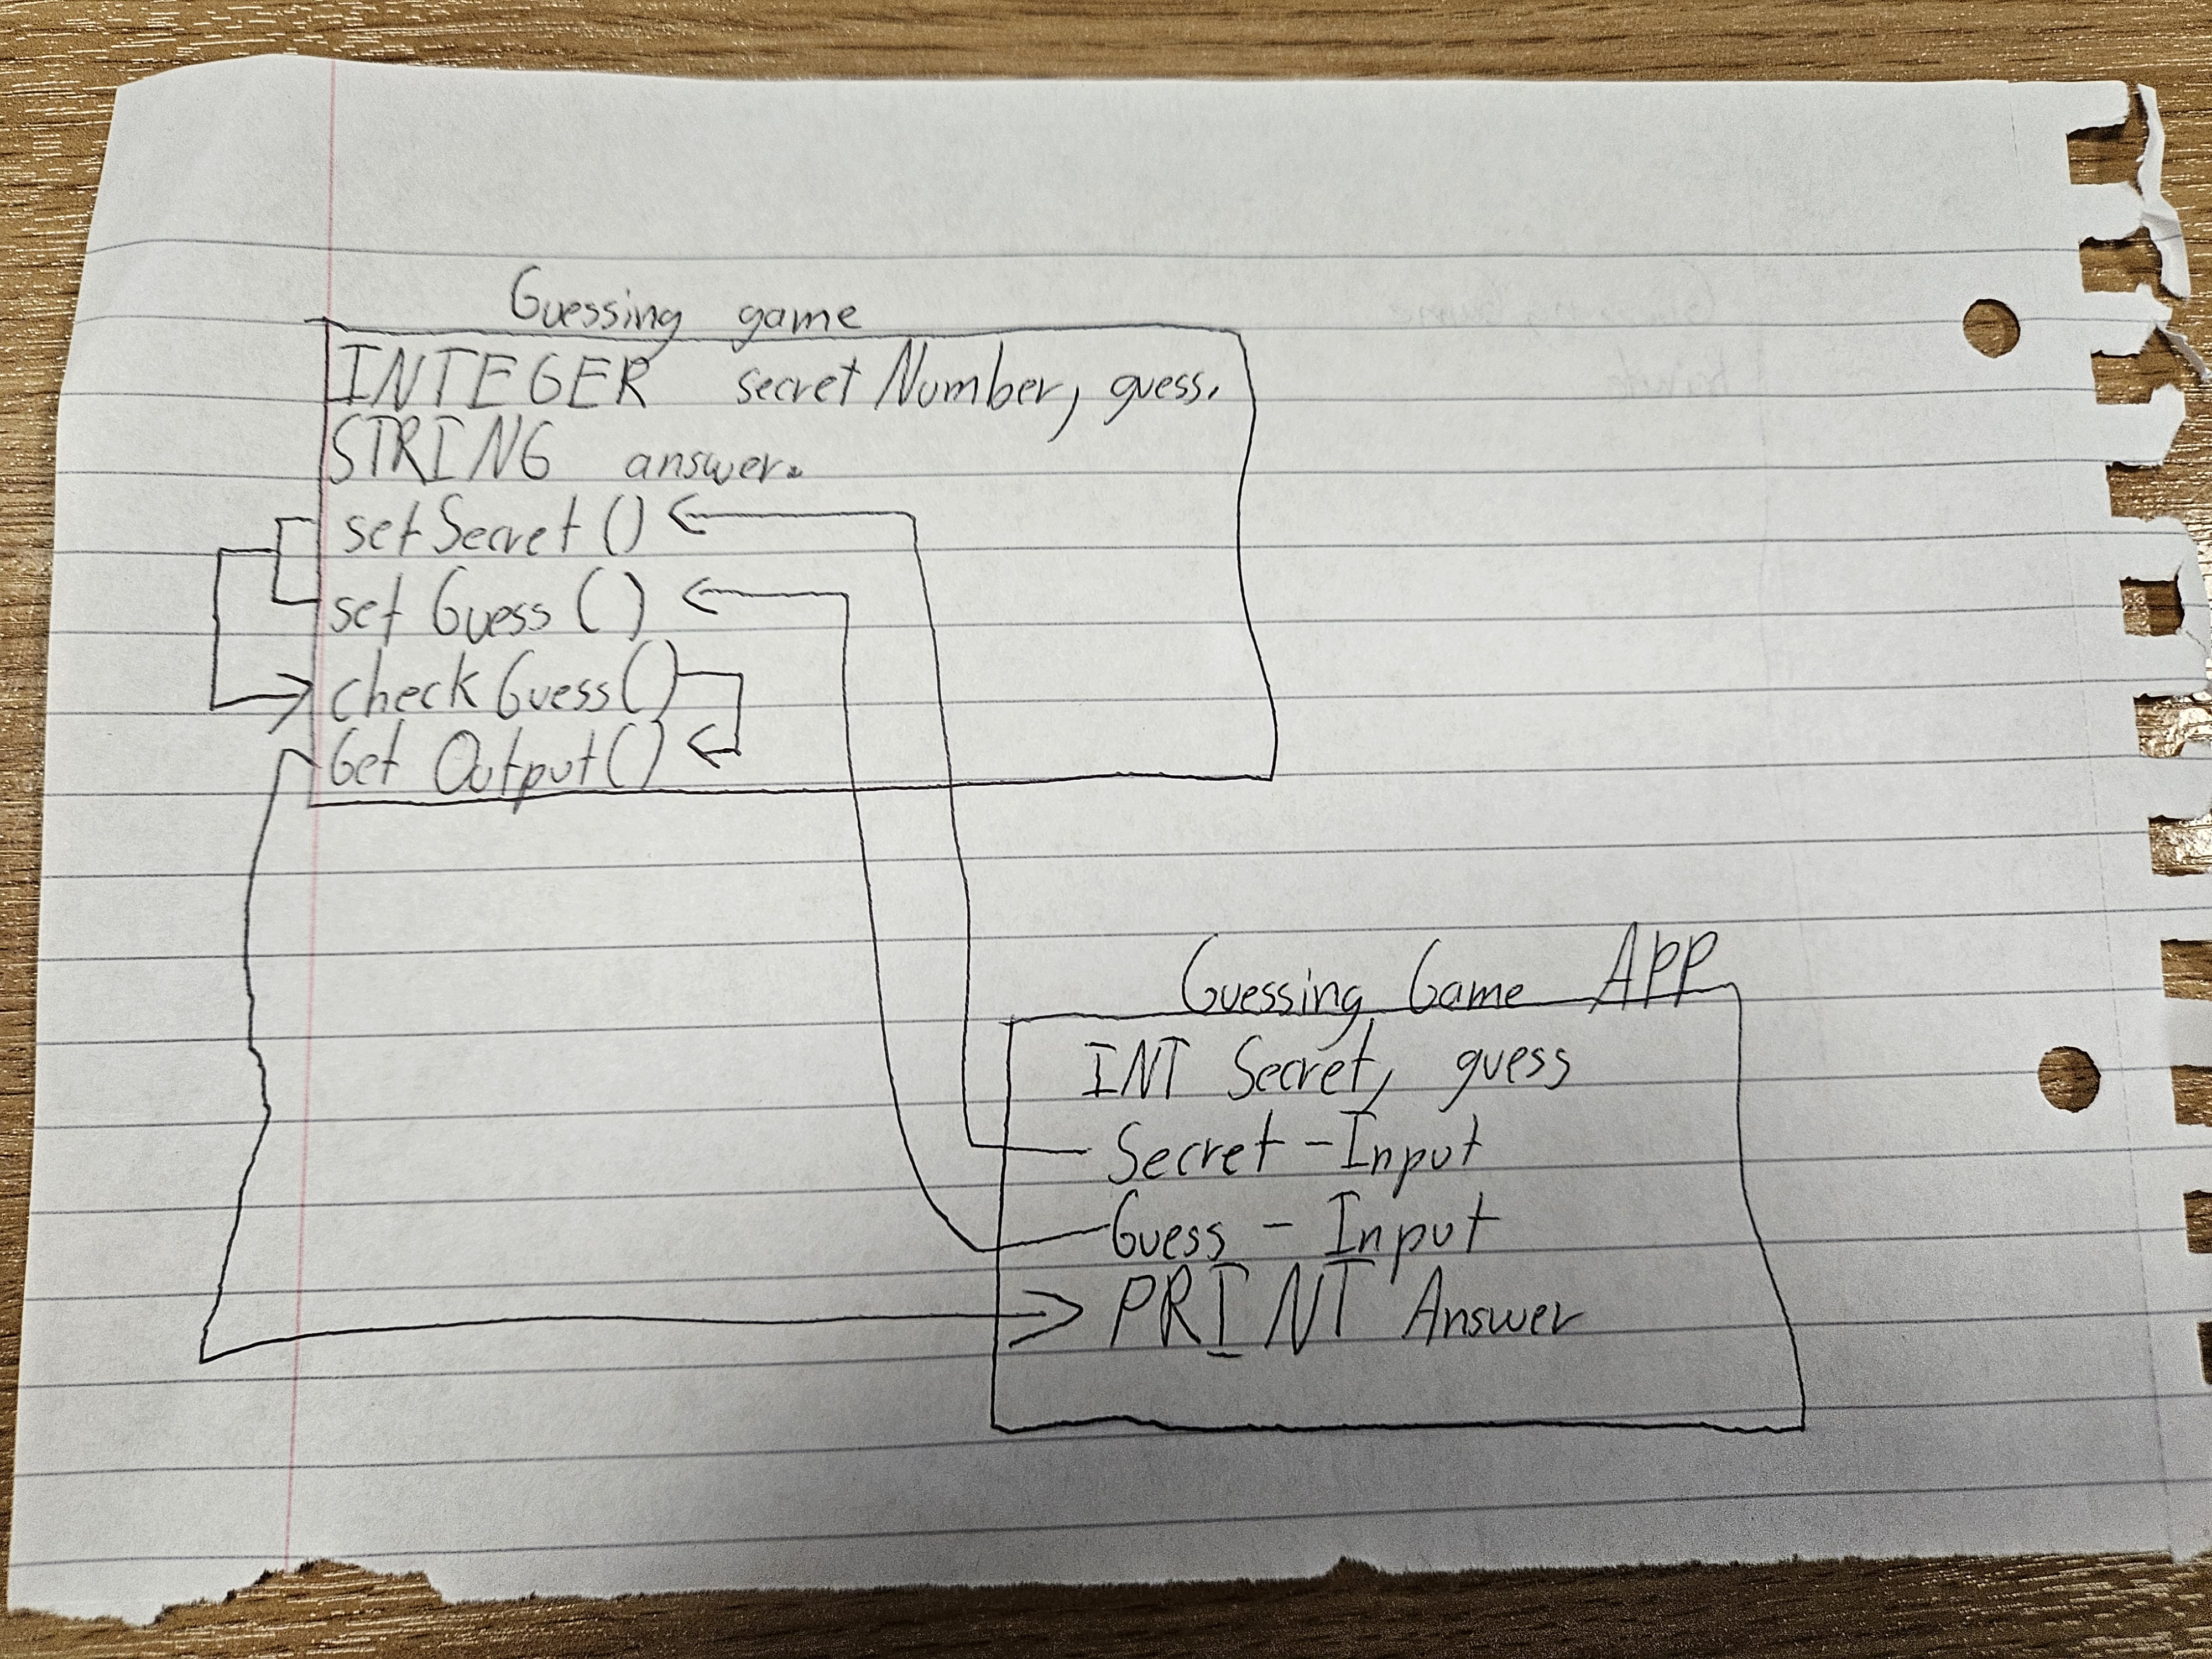 Guessing game
INTEGER secret Number, guess,
STRING answer.
set Secret ()
set Guess ()
check Guess()
Get Output()
Guessing Game App
INT Secret, guess
Secret - Input
Guess - Input
PRINT Answer